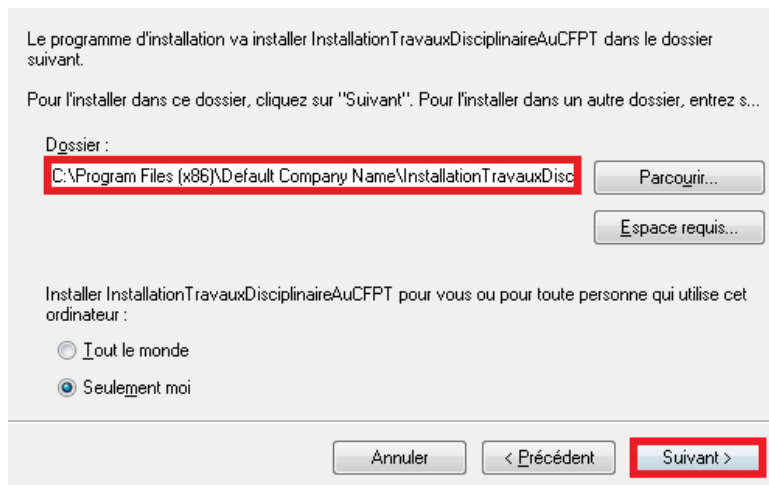 Le programme d'installation va installer InstallationTravauxDisciplinaireAuCFPT dans le dossier
suivant.
Pour l'installer dans ce dossier, cliquez sur "Suivant". Pour l'installer dans un autre dossier, entrez s...
Dossier :
C:\Program Files (x86)\Default Company Name\InstallationTravauxDisc
Parcourir...
Espace requis...
Installer InstallationTravauxDisciplinaireAuCFPT pour vous ou pour toute personne qui utilise cet
ordinateur :
Tout le monde
Seulement moi
Annuler
< Précédent
Suivant >